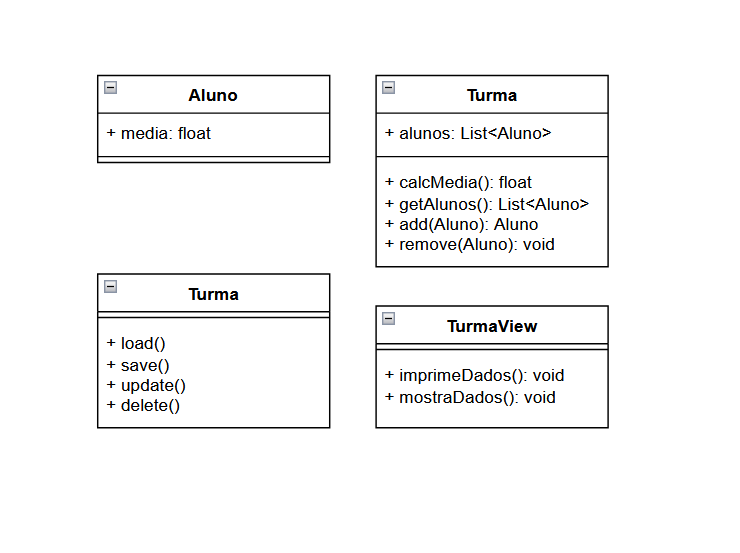 Aluno
+ media: float
Turma
+ alunos: List<Aluno>
+ calcMedia(): float
+ getAlunos(): List<Aluno>
+ add(Aluno): Aluno
+ remove(Aluno): void
Turma
+ load()
+ save()
+ update()
+ delete()
TurmaView
+ imprimeDados(): void
+ mostraDados(): void